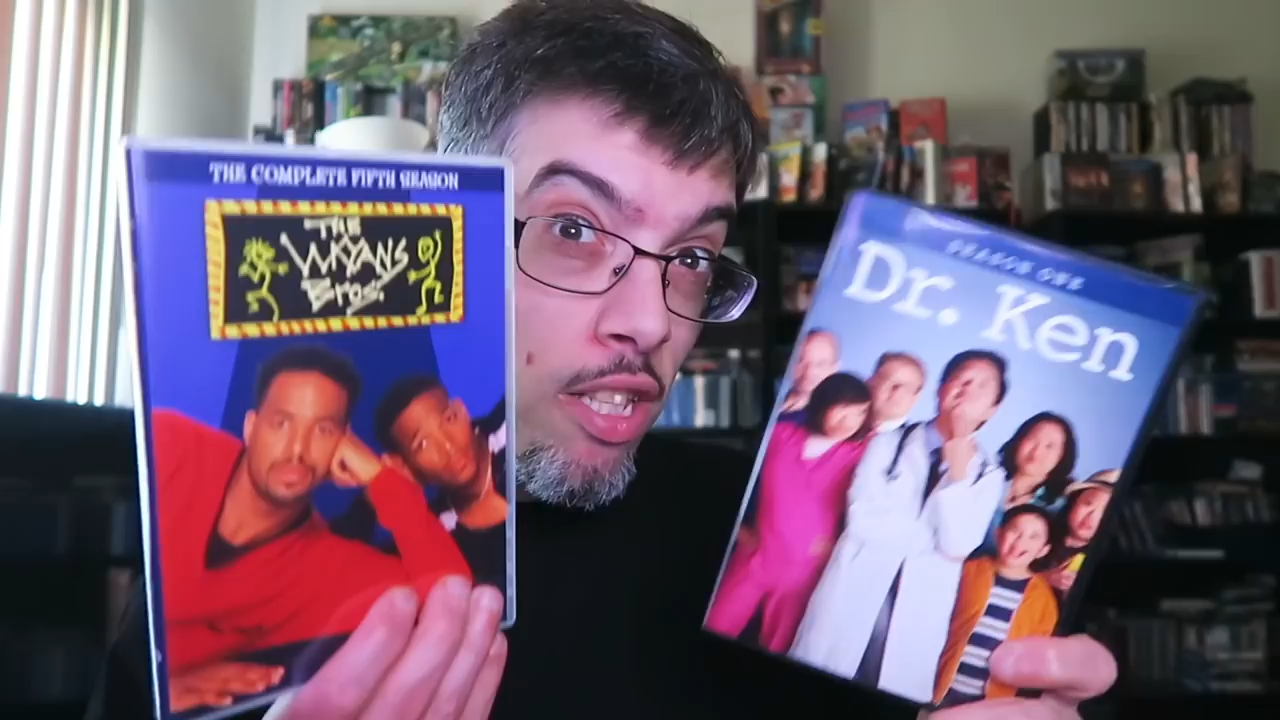 THE COMPLETE FIFTH SEASON
THE
WAYANS
Bros.
SEASON ONE
Dr. Ken